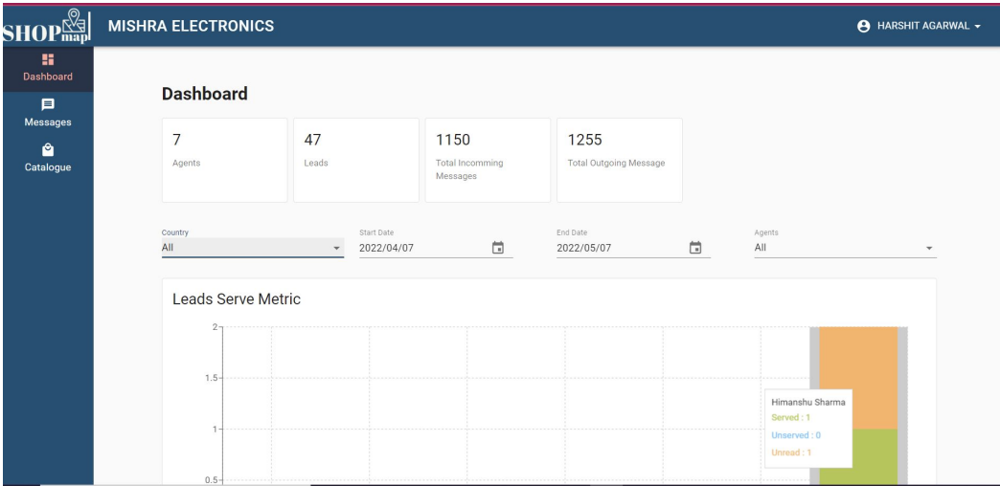 SHOP map MISHRA ELECTRONICS HARSHIT AGARWAL
Dashboard
Messages
Catalogue
Dashboard
7 47 1150 1255
Agents Leads Total Incomming Total Outgoing Message
Messages
Country Start Date End Date Agents
All 2022/04/07 2022/05/07 All
Leads Serve Metric
2
1.5
1
0.5
Himanshu Sharma
Served : 1
Unserved : 0
Unread : 1